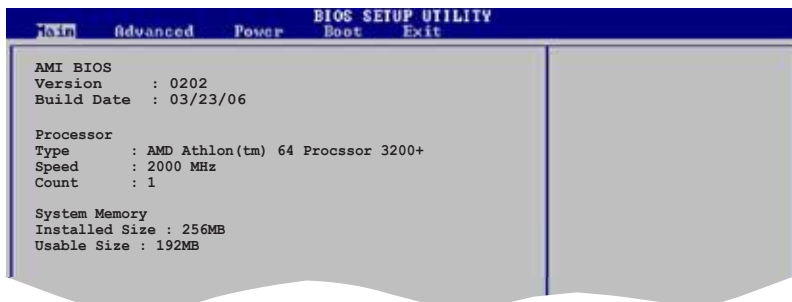 BIOS SETUP UTILITY
Main Advanced Power Boot Exit
AMI BIOS
Version : 0202
Build Date : 03/23/06
Processor
Type : AMD Athlon(tm) 64 Procssor 3200+
Speed : 2000 MHz
Count : 1
System Memory
Installed Size : 256MB
Usable Size : 192MB